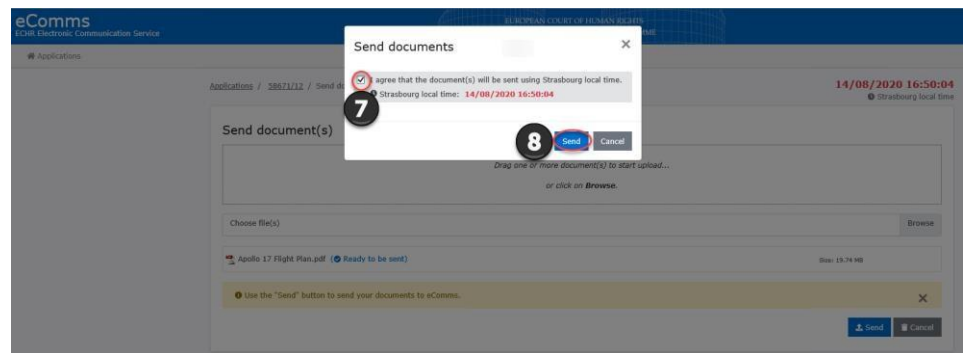 eComms
ECHR Electronic Communication Service
EUROPEAN COURT OF HUMAN RIGHTS
Applications
Send documents
×
I agree that the document(s) will be sent using Strasbourg local time.
Strasbourg local time: 14/08/2020 16:50:04
7
8
Send Cancel
Applications / 58671/12 / Send
14/08/2020 16:50:04
Strasbourg local time
Send document(s)
Drag one or more document(s) to start upload...
or click on Browse.
Choose file(s) Browse
Apollo 17 Flight Plan.pdf (Ready to be sent) Size: 19.74 MB
Use the "Send" button to send your documents to eComms. ×
Send Cancel